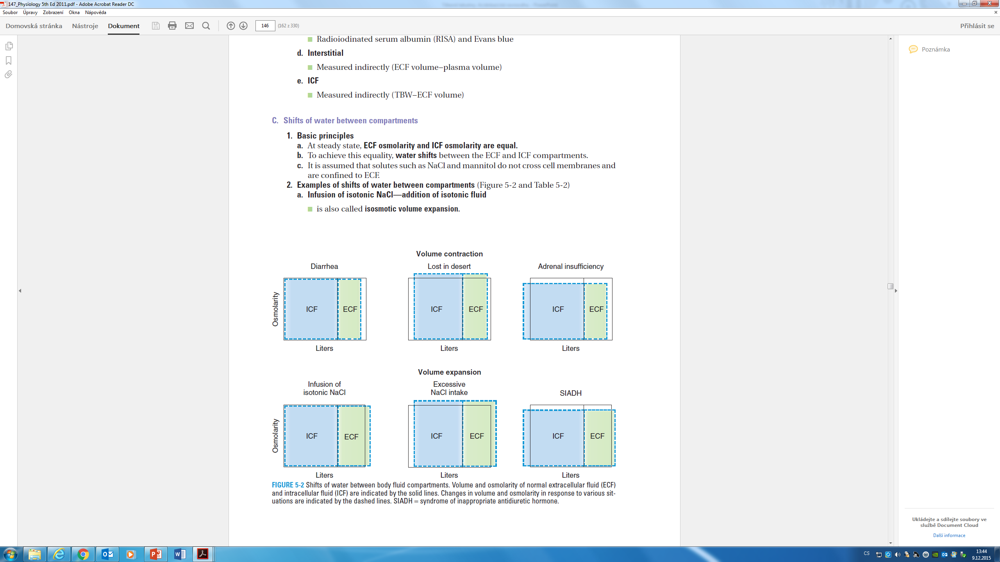 147_Physiology 5th Ed 2011.pdf - Adobe Acrobat Reader DC
Soubor Úpravy Zobrazení Okna Nápověda
Domovská stránka Nástroje Dokument 146 (162 z 330) Přihlásit se
Poznámka
■ Radioiodinated serum albumin (RISA) and Evans blue
d. Interstitial
■ Measured indirectly (ECF volume–plasma volume)
e. ICF
■ Measured indirectly (TBW–ECF volume)
C. Shifts of water between compartments
1. Basic principles
a. At steady state, ECF osmolarity and ICF osmolarity are equal.
b. To achieve this equality, water shifts between the ECF and ICF compartments.
c. It is assumed that solutes such as NaCl and mannitol do not cross cell membranes and
are confined to ECF.
2. Examples of shifts of water between compartments (Figure 5-2 and Table 5-2)
a. Infusion of isotonic NaCl—addition of isotonic fluid
■ is also called isosmotic volume expansion.
Volume contraction
Diarrhea Lost in desert Adrenal insufficiency
Osmolarity
ICF ECF ICF ECF ICF ECF
Liters Liters Liters
Volume expansion
Infusion of
isotonic NaCl
Excessive
NaCl intake
SIADH
Osmolarity
ICF ECF ICF ECF ICF ECF
Liters Liters Liters
FIGURE 5-2 Shifts of water between body fluid compartments. Volume and osmolarity of normal extracellular fluid (ECF)
and intracellular fluid (ICF) are indicated by the solid lines. Changes in volume and osmolarity in response to various sit-
uations are indicated by the dashed lines. SIADH = syndrome of inappropriate antidiuretic hormone.
Ukládejte a sdílejte soubory ve
službě Document Cloud
Další informace
CS
13:44
9.12.2015